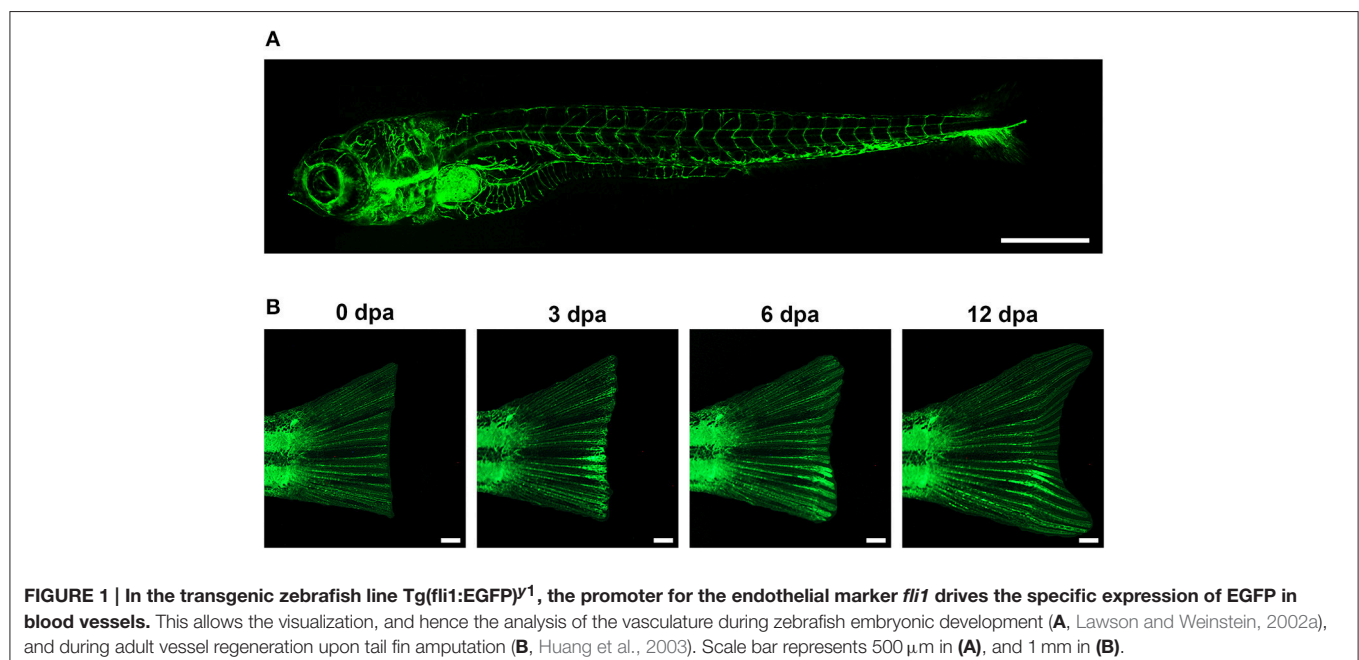 A
B
0 dpa
3 dpa
6 dpa
12 dpa
FIGURE 1 | In the transgenic zebrafish line Tg(fli1:EGFP)y1, the promoter for the endothelial marker fli1 drives the specific expression of EGFP in
blood vessels. This allows the visualization, and hence the analysis of the vasculature during zebrafish embryonic development (A, Lawson and Weinstein, 2002a),
and during adult vessel regeneration upon tail fin amputation (B, Huang et al., 2003). Scale bar represents 500 μm in (A), and 1 mm in (B).